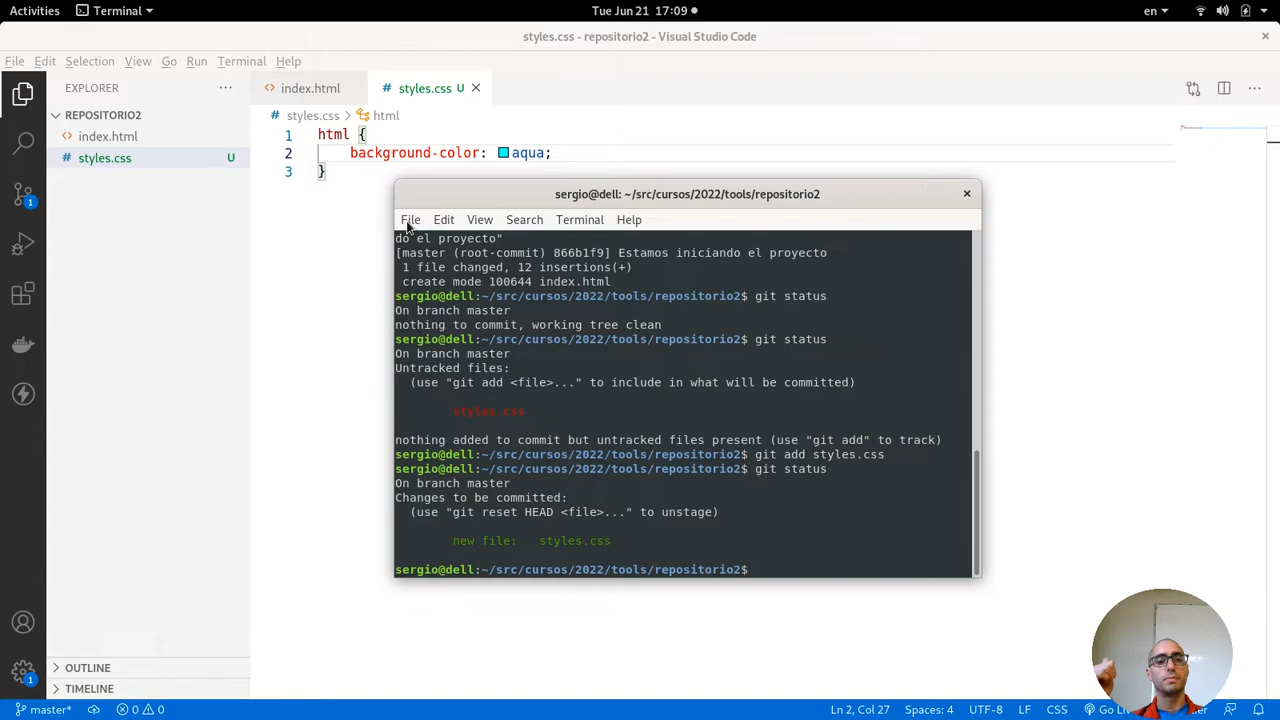 Activities Terminal Tue Jun 21 17:09 en
styles.css - repositorio2 - Visual Studio Code
File Edit Selection View Go Run Terminal Help
EXPLORER
REPOSITORIO2
index.html
styles.css U
index.html styles.css U
styles.css html
1 html {
2 background-color: aqua;
3 }
sergio@dell: ~/src/cursos/2022/tools/repositorio2
File Edit View Search Terminal Help
do el proyecto"
[master (root-commit) 866b1f9] Estamos iniciando el proyecto
1 file changed, 12 insertions(+)
create mode 100644 index.html
sergio@dell:~/src/cursos/2022/tools/repositorio2$ git status
On branch master
nothing to commit, working tree clean
sergio@dell:~/src/cursos/2022/tools/repositorio2$ git status
On branch master
Untracked files:
(use "git add <file>..." to include in what will be committed)
styles.css
nothing added to commit but untracked files present (use "git add" to track)
sergio@dell:~/src/cursos/2022/tools/repositorio2$ git add styles.css
sergio@dell:~/src/cursos/2022/tools/repositorio2$ git status
On branch master
Changes to be committed:
(use "git reset HEAD <file>..." to unstage)
new file: styles.css
sergio@dell:~/src/cursos/2022/tools/repositorio2$
1
1
OUTLINE
TIMELINE
master* 0 0 Ln 2, Col 27 Spaces: 4 UTF-8 LF CSS Go Li